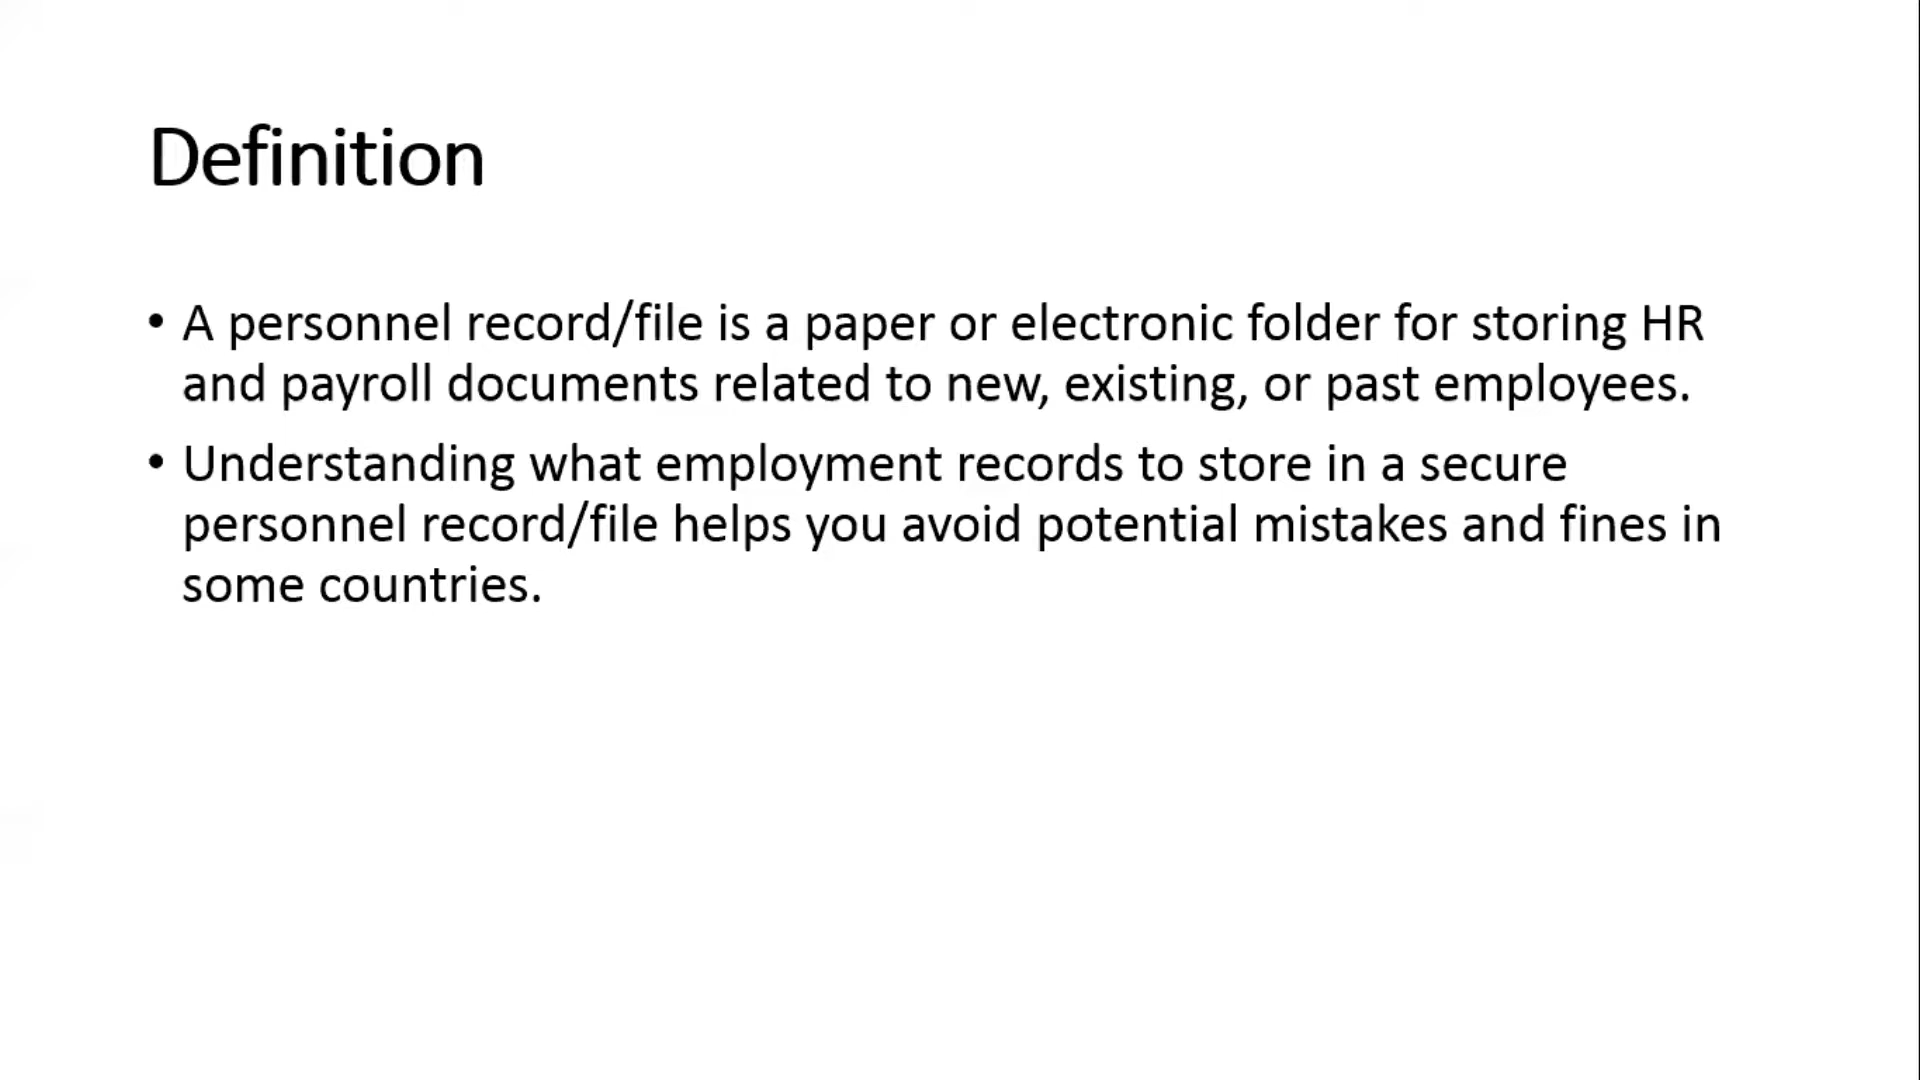 Definition
• A personnel record/file is a paper or electronic folder for storing HR
and payroll documents related to new, existing, or past employees.
• Understanding what employment records to store in a secure
personnel record/file helps you avoid potential mistakes and fines in
some countries.